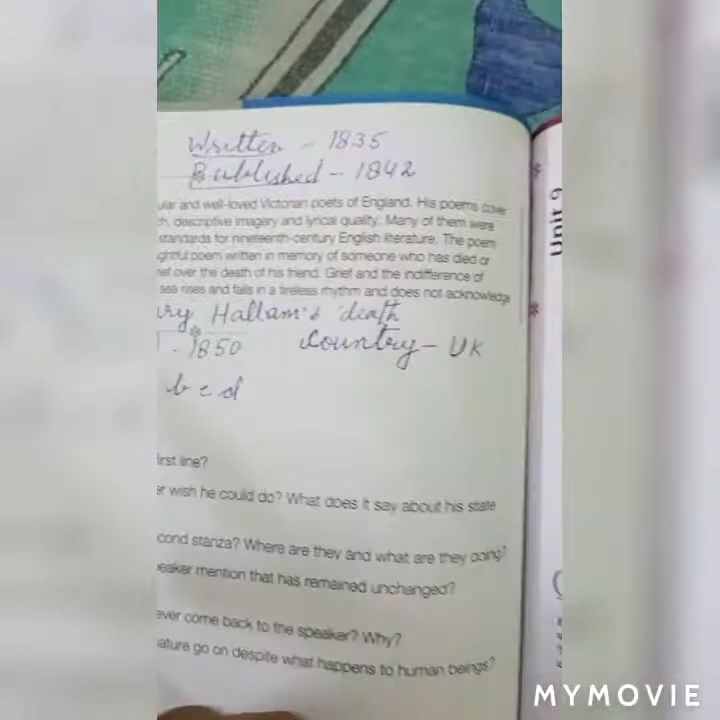 Written - 1835
Published - 1842
ular and well-loved Victorian poets of England. His poems cover
th, descriptive imagery and lyrical quality. Many of them were
standards for nineteenth-century English literature. The poem
ghtful poem written in memory of someone who has died or
ief over the death of his friend. Grief and the indifference of
sea rises and falls in a tireless rhythm and does not acknowledge
ury Hallam's death
- 1850 Country - UK
first line?
er wish he could do? What does it say about his state
cond stanza? Where are they and what are they doing?
eaker mention that has remained unchanged?
ever come back to the speaker? Why?
ature go on despite what happens to human beings?
Unit 9
MYMOVIE